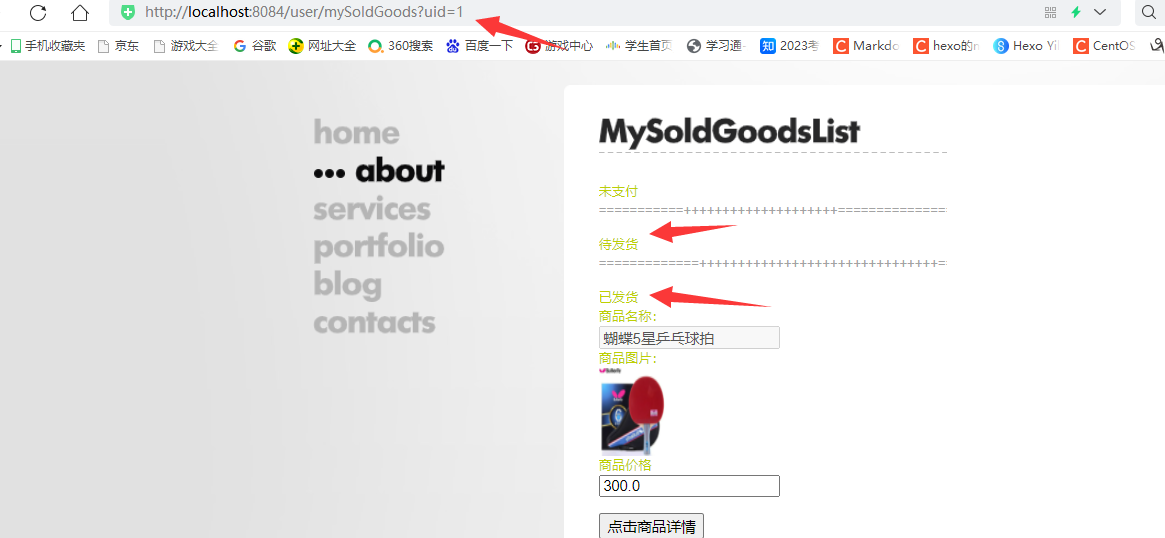 http://localhost:8084/user/mySoldGoods?uid=1
手机收藏夹 京东 游戏大全 G 谷歌 网址大全 360搜索 百度一下 游戏中心 学生首页 学习通 知 2023考 C Markdo C hexo的n Hexo Yil C CentOS
home
MySoldGoodsList
••• about
services
portfolio
blog
contacts
未支付
待发货
已发货
商品名称:
蝴蝶5星乒乓球拍
商品图片:
Butterfly
商品价格
300.0
点击商品详情